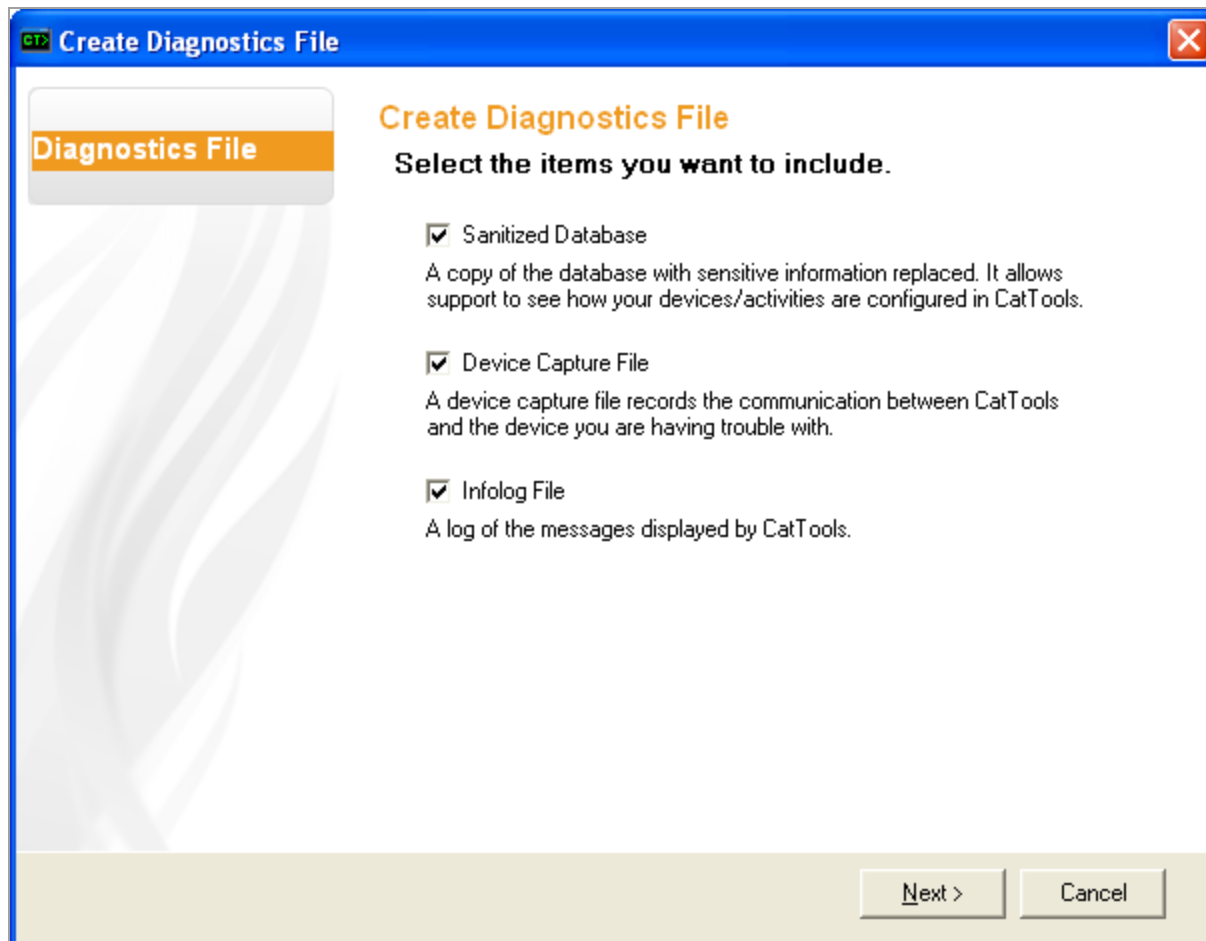 CT> Create Diagnostics File
Diagnostics File
Create Diagnostics File
Select the items you want to include.
Sanitized Database
A copy of the database with sensitive information replaced. It allows
support to see how your devices/activities are configured in CatTools.
Device Capture File
A device capture file records the communication between CatTools
and the device you are having trouble with.
Infolog File
A log of the messages displayed by CatTools.
Next > Cancel